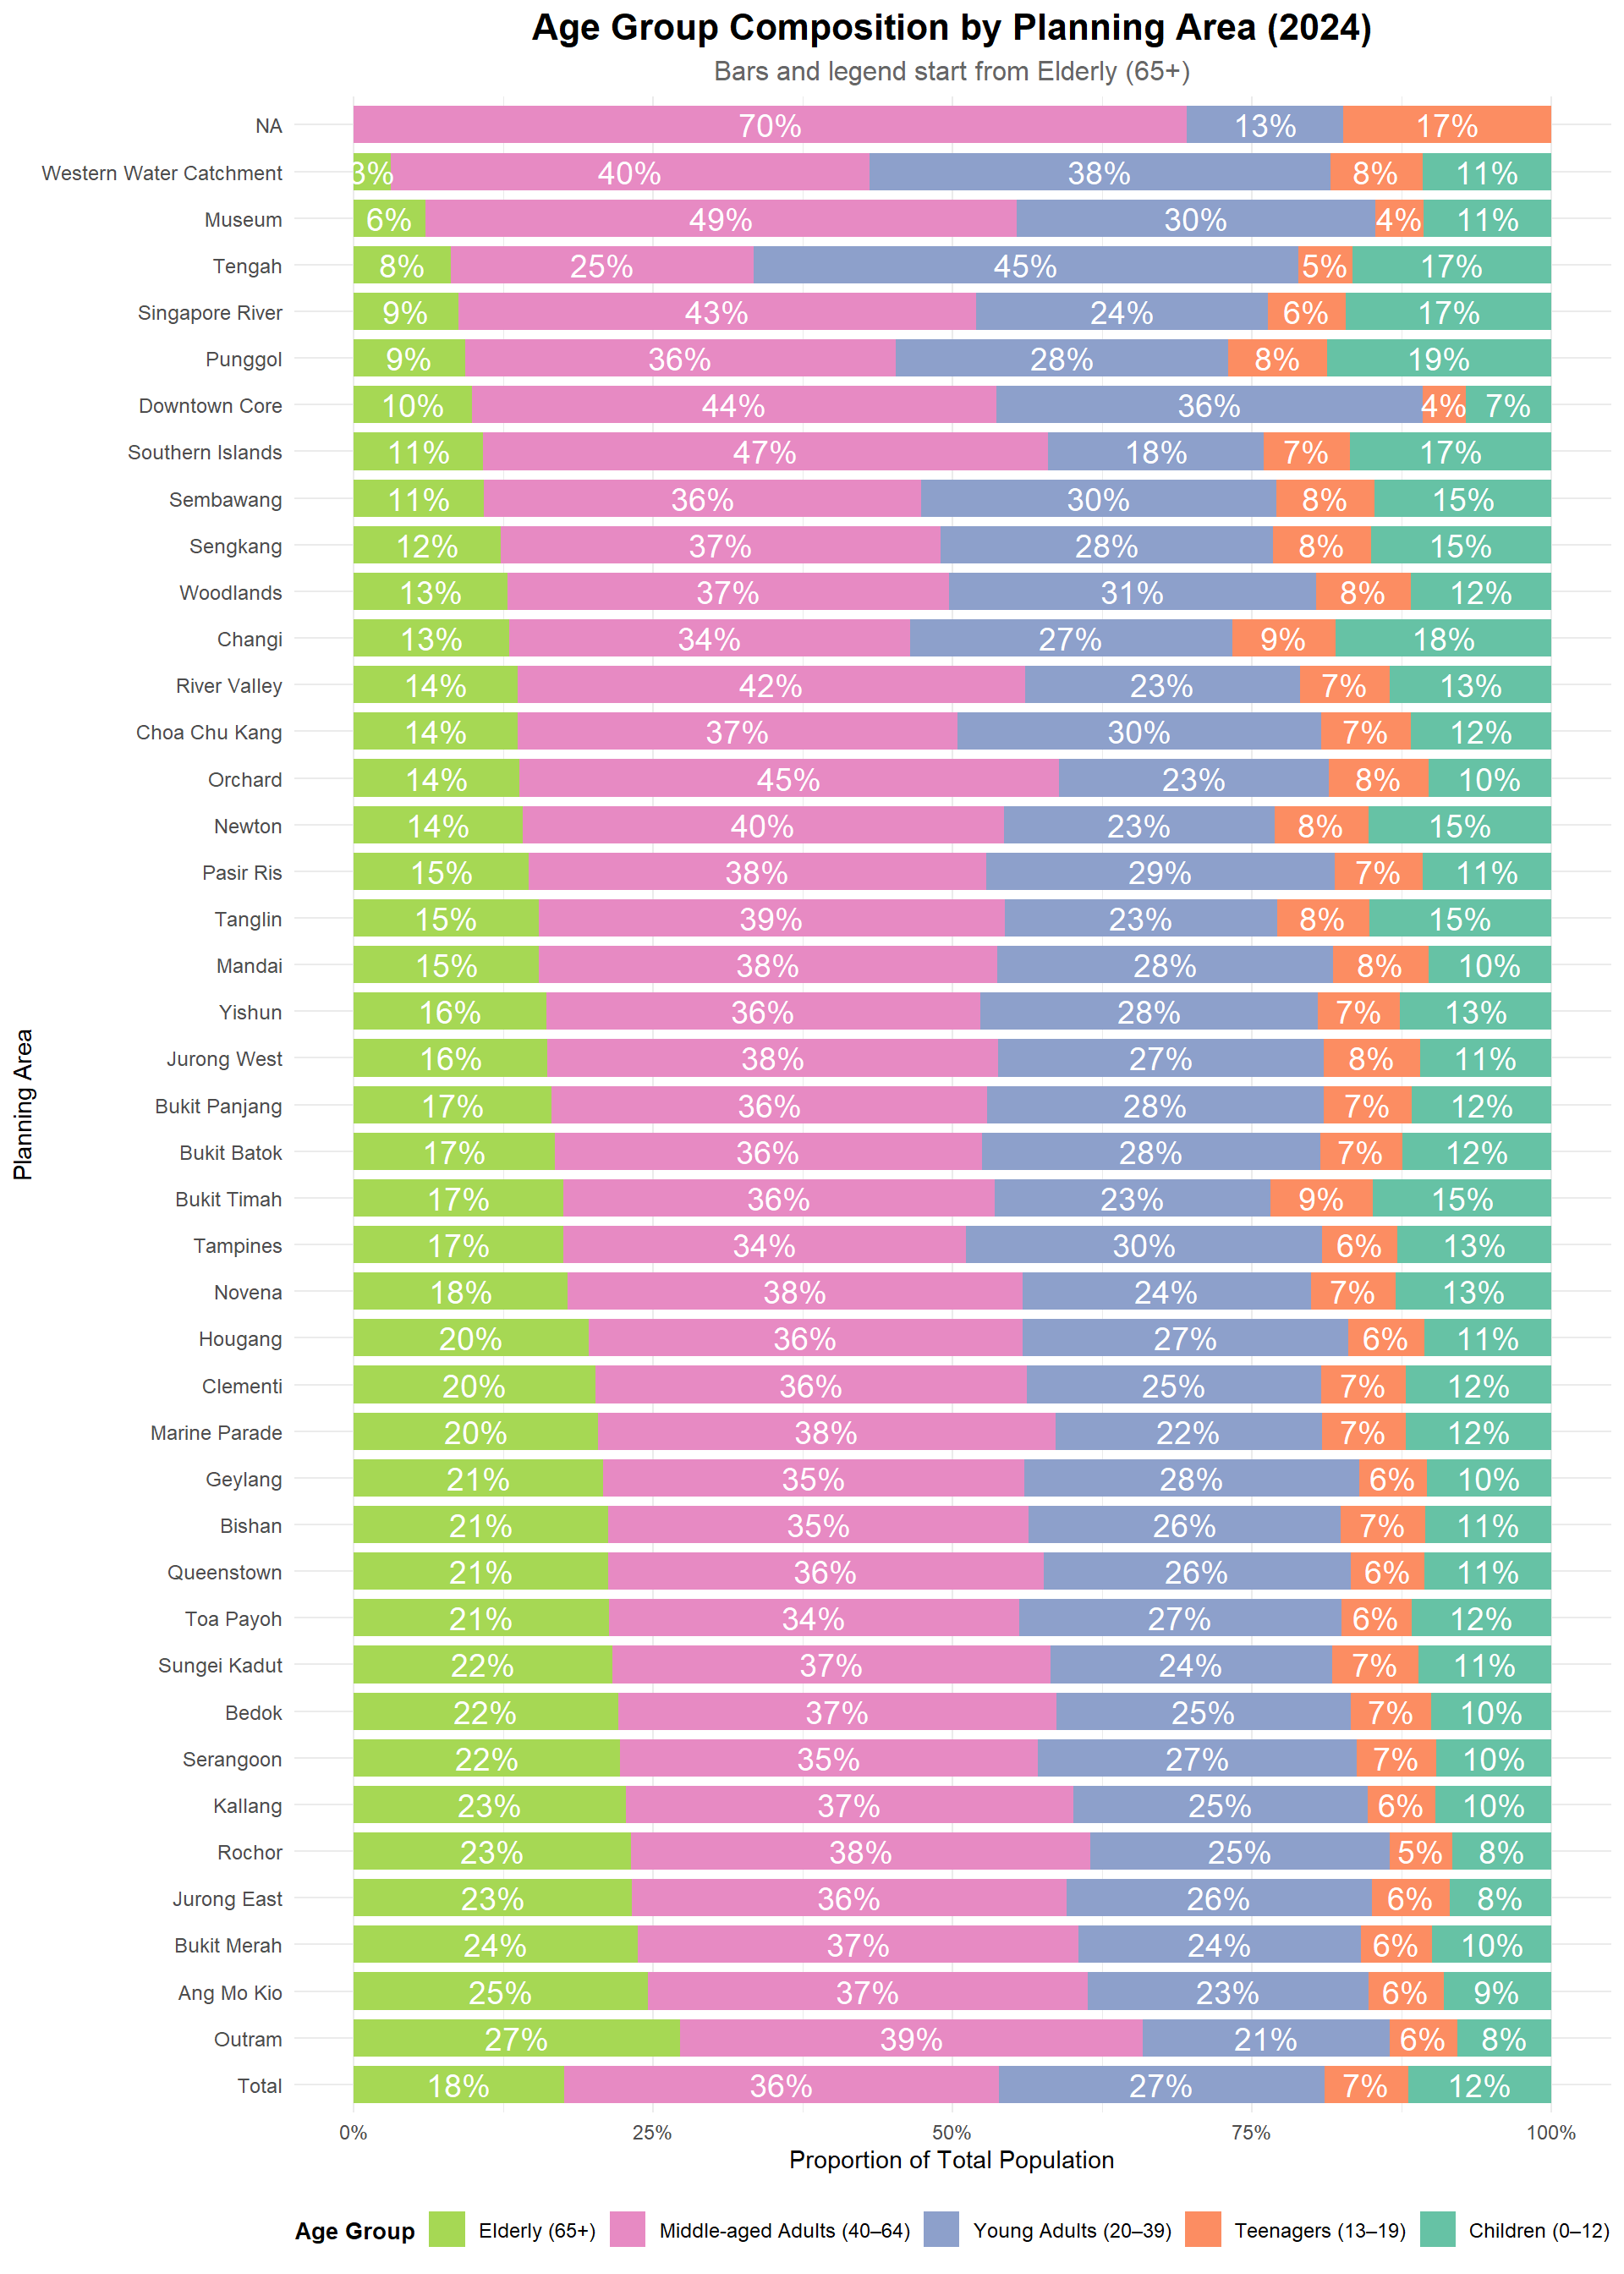 Age Group Composition by Planning Area (2024)
Bars and legend start from Elderly (65+)
NA 70% 13% 17%
Western Water Catchment 3% 40% 38% 8% 11%
Museum 6% 49% 30% 4% 11%
Tengah 8% 25% 45% 5% 17%
Singapore River 9% 43% 24% 6% 17%
Punggol 9% 36% 28% 8% 19%
Downtown Core 10% 44% 36% 4% 7%
Southern Islands 11% 47% 18% 7% 17%
Sembawang 11% 36% 30% 8% 15%
Sengkang 12% 37% 28% 8% 15%
Woodlands 13% 37% 31% 8% 12%
Changi 13% 34% 27% 9% 18%
River Valley 14% 42% 23% 7% 13%
Choa Chu Kang 14% 37% 30% 7% 12%
Orchard 14% 45% 23% 8% 10%
Newton 14% 40% 23% 8% 15%
Pasir Ris 15% 38% 29% 7% 11%
Tanglin 15% 39% 23% 8% 15%
Mandai 15% 38% 28% 8% 10%
Yishun 16% 36% 28% 7% 13%
Jurong West 16% 38% 27% 8% 11%
Bukit Panjang 17% 36% 28% 7% 12%
Bukit Batok 17% 36% 28% 7% 12%
Bukit Timah 17% 36% 23% 9% 15%
Tampines 17% 34% 30% 6% 13%
Novena 18% 38% 24% 7% 13%
Hougang 20% 36% 27% 6% 11%
Clementi 20% 36% 25% 7% 12%
Marine Parade 20% 38% 22% 7% 12%
Geylang 21% 35% 28% 6% 10%
Bishan 21% 35% 26% 7% 11%
Queenstown 21% 36% 26% 6% 11%
Toa Payoh 21% 34% 27% 6% 12%
Sungei Kadut 22% 37% 24% 7% 11%
Bedok 22% 37% 25% 7% 10%
Serangoon 22% 35% 27% 7% 10%
Kallang 23% 37% 25% 6% 10%
Rochor 23% 38% 25% 5% 8%
Jurong East 23% 36% 26% 6% 8%
Bukit Merah 24% 37% 24% 6% 10%
Ang Mo Kio 25% 37% 23% 6% 9%
Outram 27% 39% 21% 6% 8%
Total 18% 36% 27% 7% 12%
Planning Area
0% 25% 50% 75% 100%
Proportion of Total Population
Age Group Elderly (65+) Middle-aged Adults (40–64) Young Adults (20–39) Teenagers (13–19) Children (0–12)